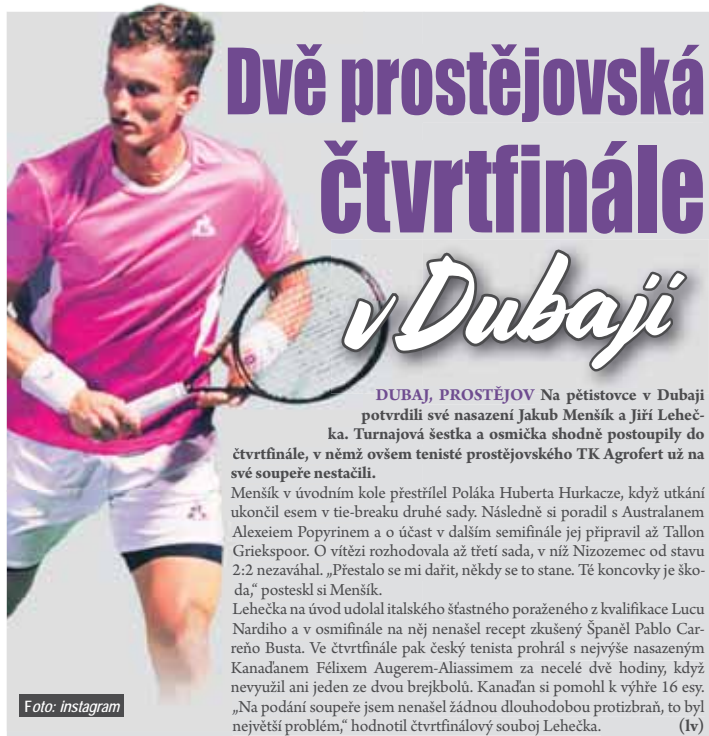 Dvě prostějovská
čtvrtfinále
v Dubaji
DUBAJ, PROSTĚJOV Na pětistovce v Dubaji
potvrdili své nasazení Jakub Menšík a Jiří Leheč-
ka. Turnajová šestka a osmička shodně postoupily do
čtvrtfinále, v němž ovšem tenisté prostějovského TK Agrofert už na
své soupeře nestačili.
Menšík v úvodním kole přestřílel Poláka Huberta Hurkacze, když utkání
ukončil esem v tie-breaku druhé sady. Následně si poradil s Australanem
Alexeiem Popyrinem a o účast v dalším semifinále jej připravil až Tallon
Griekspoor. O vítězi rozhodovala až třetí sada, v níž Nizozemec od stavu
2:2 nezaváhal. „Přestalo se mi dařit, někdy se to stane. Té koncovky je ško-
da,“ posteskl si Menšík.
Lehečka na úvod udolal italského šťastného poraženého z kvalifikace Lucu
Nardiho a v osmifinále na něj nenašel recept zkušený Španěl Pablo Car-
reňo Busta. Ve čtvrtfinále pak český tenista prohrál s nejvýše nasazeným
Kanaďanem Félixem Augerem-Aliassimem za necelé dvě hodiny, když
nevyužil ani jeden ze dvou brejkbolů. Kanaďan si pomohl k výhře 16 esy.
„Na podání soupeře jsem nenašel žádnou dlouhodobou protizbraň, to byl
největší problém,“ hodnotil čtvrtfinálový souboj Lehečka. (lv)
Foto: instagram